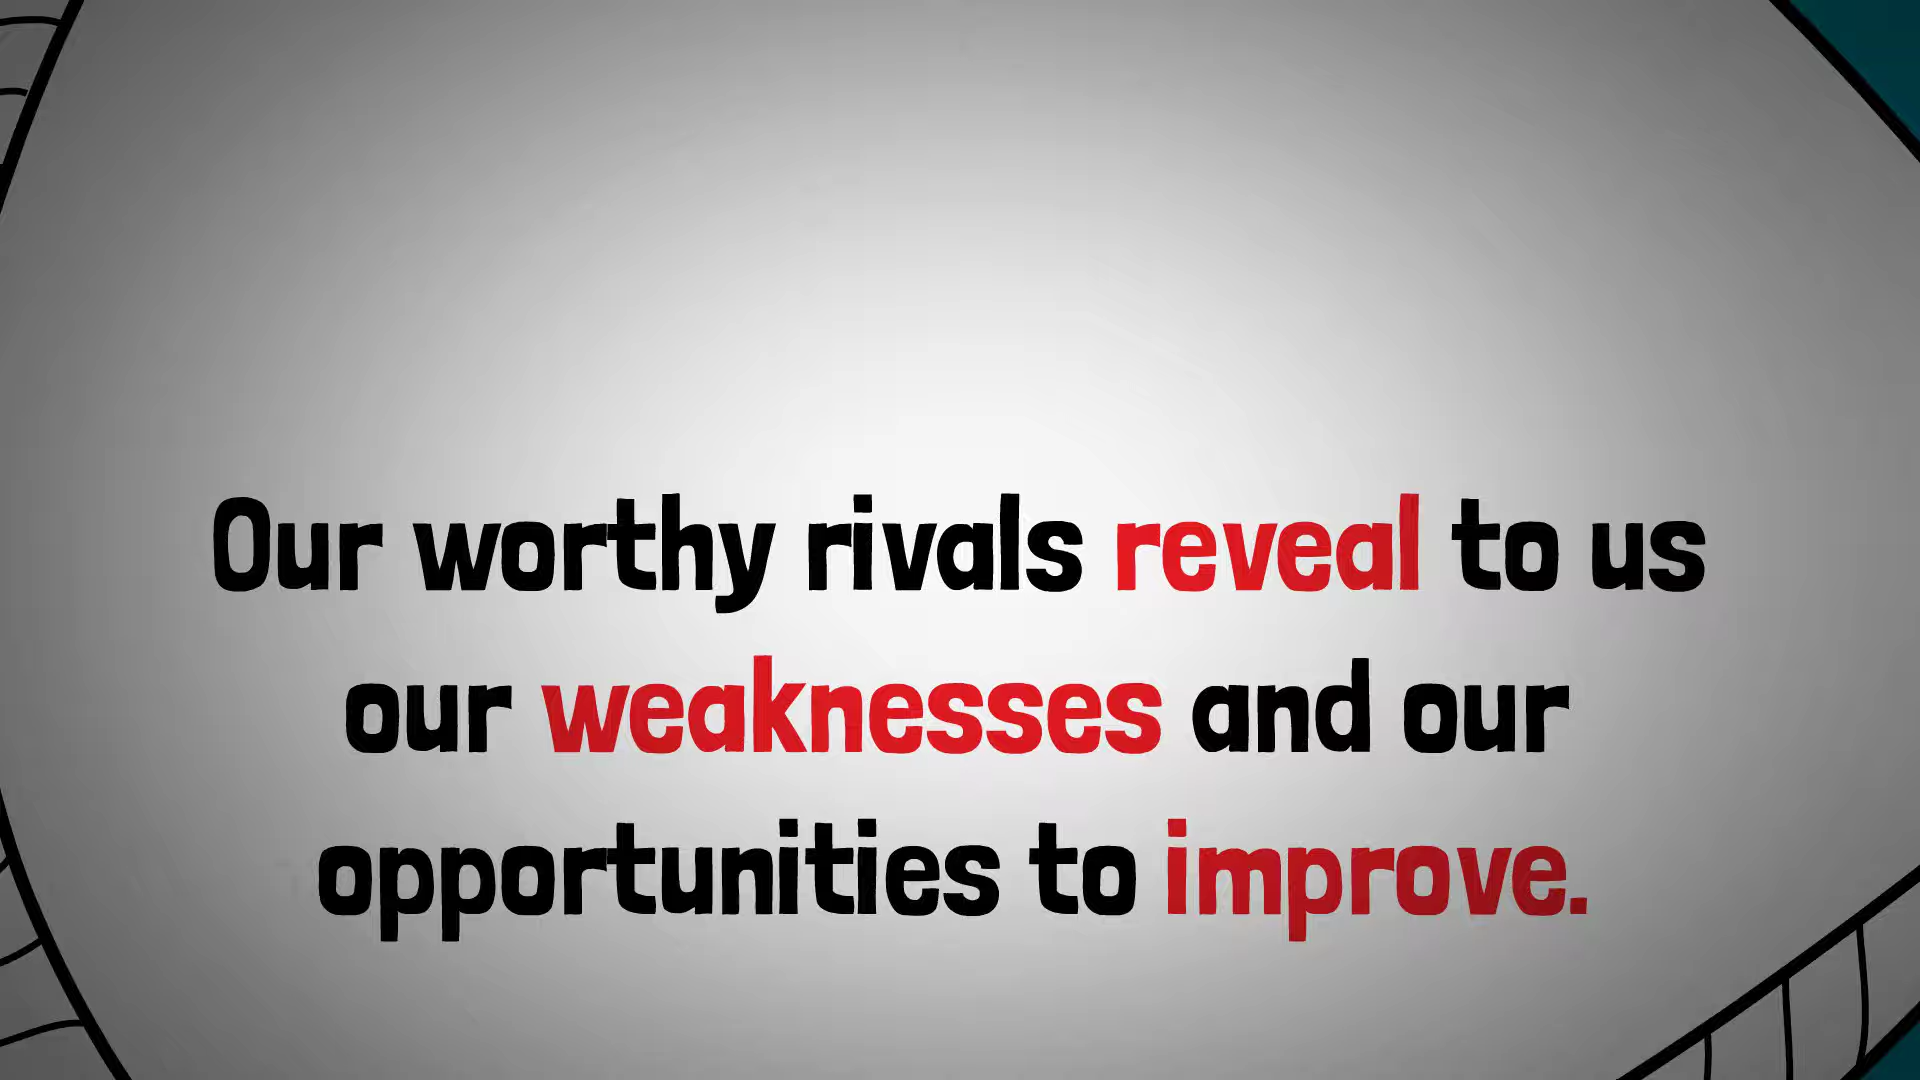 Our worthy rivals reveal to us
our weaknesses and our
opportunities to improve.